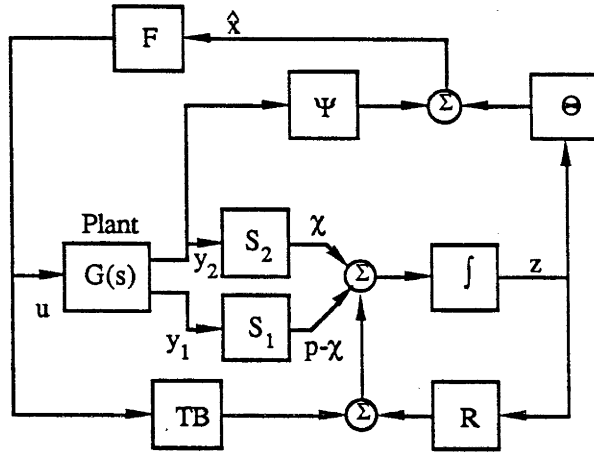 F
x̂
Σ
Ψ
Θ
Plant
G(s)
y₂
S₂
χ
Σ
∫
z
u
y₁
S₁
p-χ
TB
Σ
R